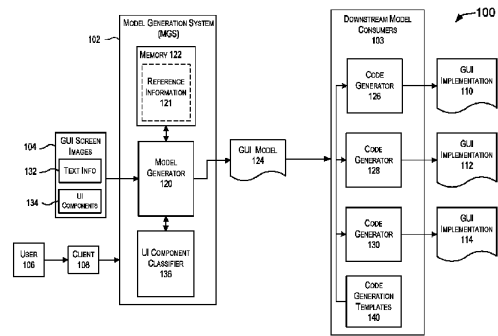 100
MODEL GENERATION SYSTEM
(MGS)
102
MEMORY 122
REFERENCE
INFORMATION
121
104
GUI SCREEN
IMAGES
132
TEXT INFO
134
UI
COMPONENTS
MODEL
GENERATOR
120
UI COMPONENT
CLASSIFIER
136
USER
106
CLIENT
108
GUI MODEL
124
DOWNSTREAM MODEL
CONSUMERS
103
CODE
GENERATOR
126
GUI
IMPLEMENTATION
110
CODE
GENERATOR
128
GUI
IMPLEMENTATION
112
CODE
GENERATOR
130
GUI
IMPLEMENTATION
114
CODE
GENERATION
TEMPLATES
140